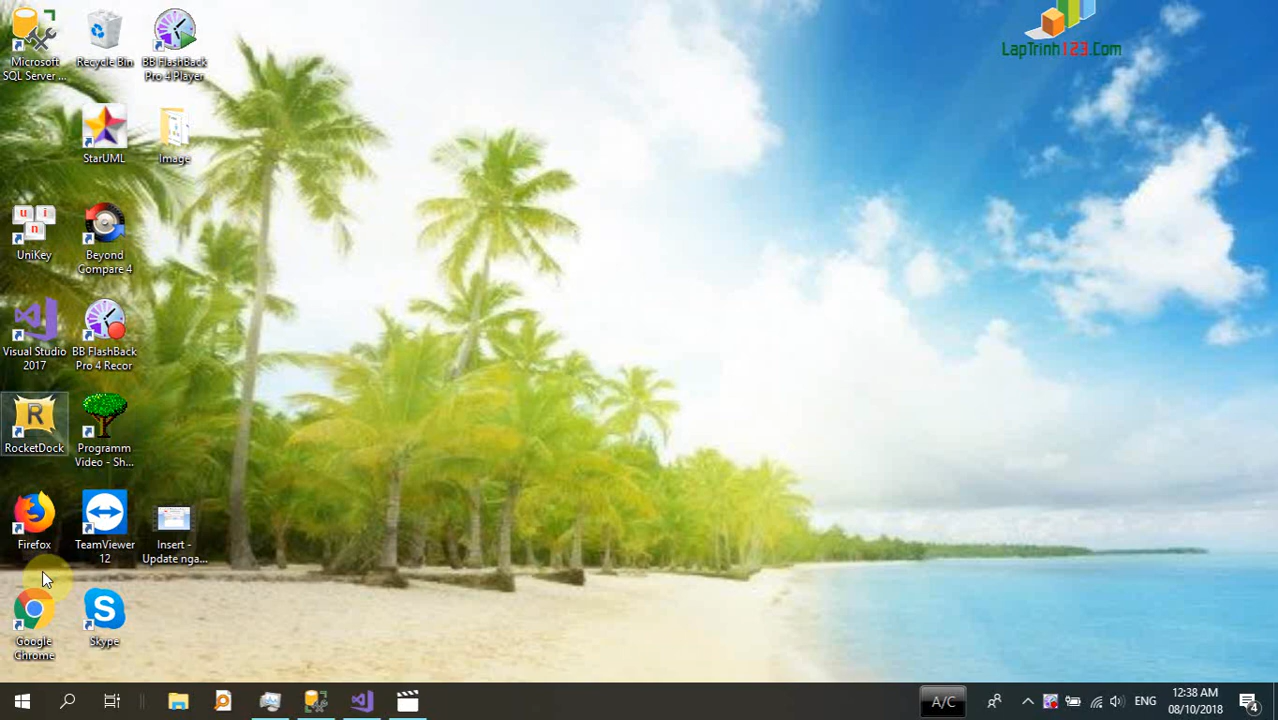 LapTrinh123.Com
Microsoft
SQL Server ...
Recycle Bin
BB FlashBack
Pro 4 Player
StarUML
Image
UniKey
Beyond
Compare 4
Visual Studio
2017
BB FlashBack
Pro 4 Recor
RocketDock
Programm
Video - Sh...
Firefox
TeamViewer
12
Insert -
Update nga...
Google
Chrome
Skype
A/C
ENG
12:38 AM
08/10/2018
4